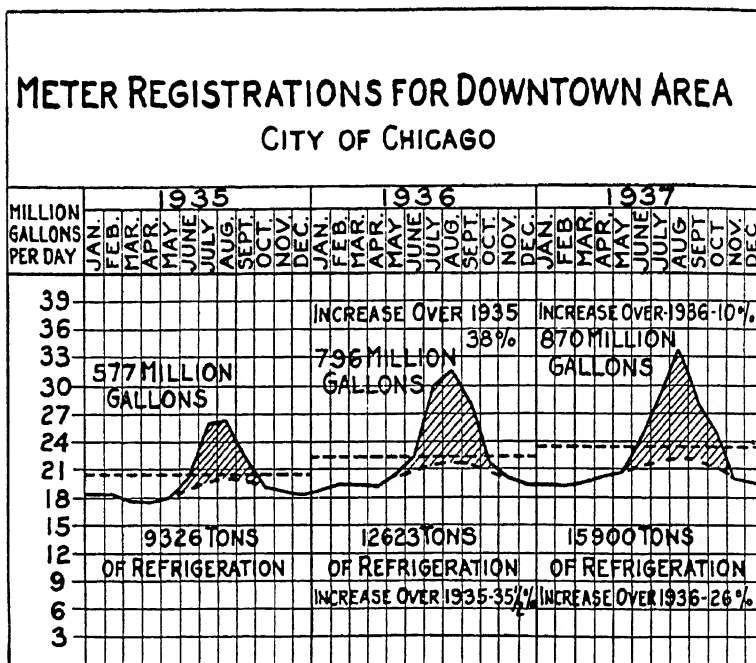 METER REGISTRATIONS FOR DOWNTOWN AREA
CITY OF CHICAGO
MILLION
GALLONS
PER DAY
1935
1936
1937
JAN. FEB. MAR. APR. MAY JUNE JULY AUG. SEPT. OCT. NOV. DEC.
JAN. FEB. MAR. APR. MAY JUNE JULY AUG. SEPT. OCT. NOV. DEC.
JAN. FEB. MAR. APR. MAY JUNE JULY AUG. SEPT OCT. NOV. DEC.
39
36
33
30
27
24
21
18
15
12
9
6
3
577 MILLION
GALLONS
9326 TONS
OF REFRIGERATION
INCREASE OVER 1935
38%
796 MILLION
GALLONS
12623 TONS
OF REFRIGERATION
INCREASE OVER 1935-35½%
INCREASE OVER-1936-10%
870 MILLION
GALLONS
15900 TONS
OF REFRIGERATION
INCREASE OVER 1936-26%